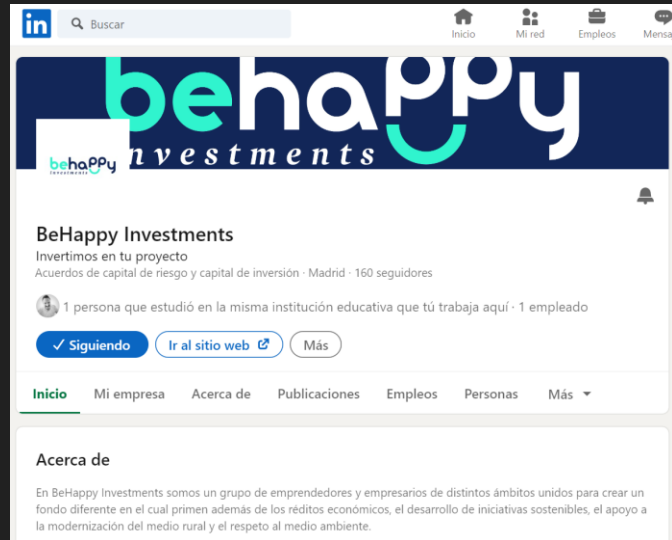 in
Buscar
Inicio
Mi red
Empleos
Mensa
behappy
investments
behappy
investments
BeHappy Investments
Invertimos en tu proyecto
Acuerdos de capital de riesgo y capital de inversión · Madrid · 160 seguidores
1 persona que estudió en la misma institución educativa que tú trabaja aquí · 1 empleado
✓ Siguiendo
Ir al sitio web
Más
Inicio
Mi empresa
Acerca de
Publicaciones
Empleos
Personas
Más
Acerca de
En BeHappy Investments somos un grupo de emprendedores y empresarios de distintos ámbitos unidos para crear un
fondo diferente en el cual primen además de los réditos económicos, el desarrollo de iniciativas sostenibles, el apoyo a
la modernización del medio rural y el respeto al medio ambiente.